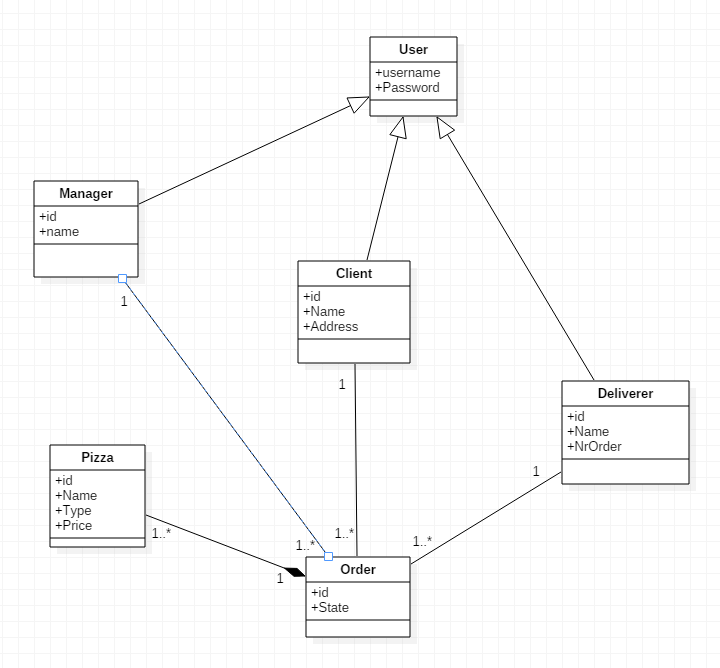 User
+username
+Password
Manager
+id
+name
1
Client
+id
+Name
+Address
1
Deliverer
+id
+Name
+NrOrder
1
Pizza
+id
+Name
+Type
+Price
1..*
1..*
1..*
1..*
1
Order
+id
+State